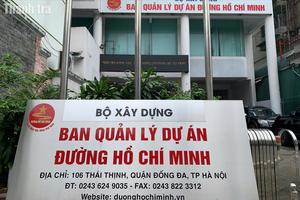 Thanh tra
BAN QUẢN LÝ DỰ ÁN ĐƯỜNG HỒ CHÍ MINH
BỘ XÂY DỰNG
BAN QUẢN LÝ DỰ ÁN
ĐƯỜNG HỒ CHÍ MINH
ĐỊA CHỈ: 106 THÁI THỊNH, QUẬN ĐỐNG ĐA, TP HÀ NỘI
ĐT: 0243 624 9035 - FAX: 0243 822 3312
Website: duonghochiminh.vn